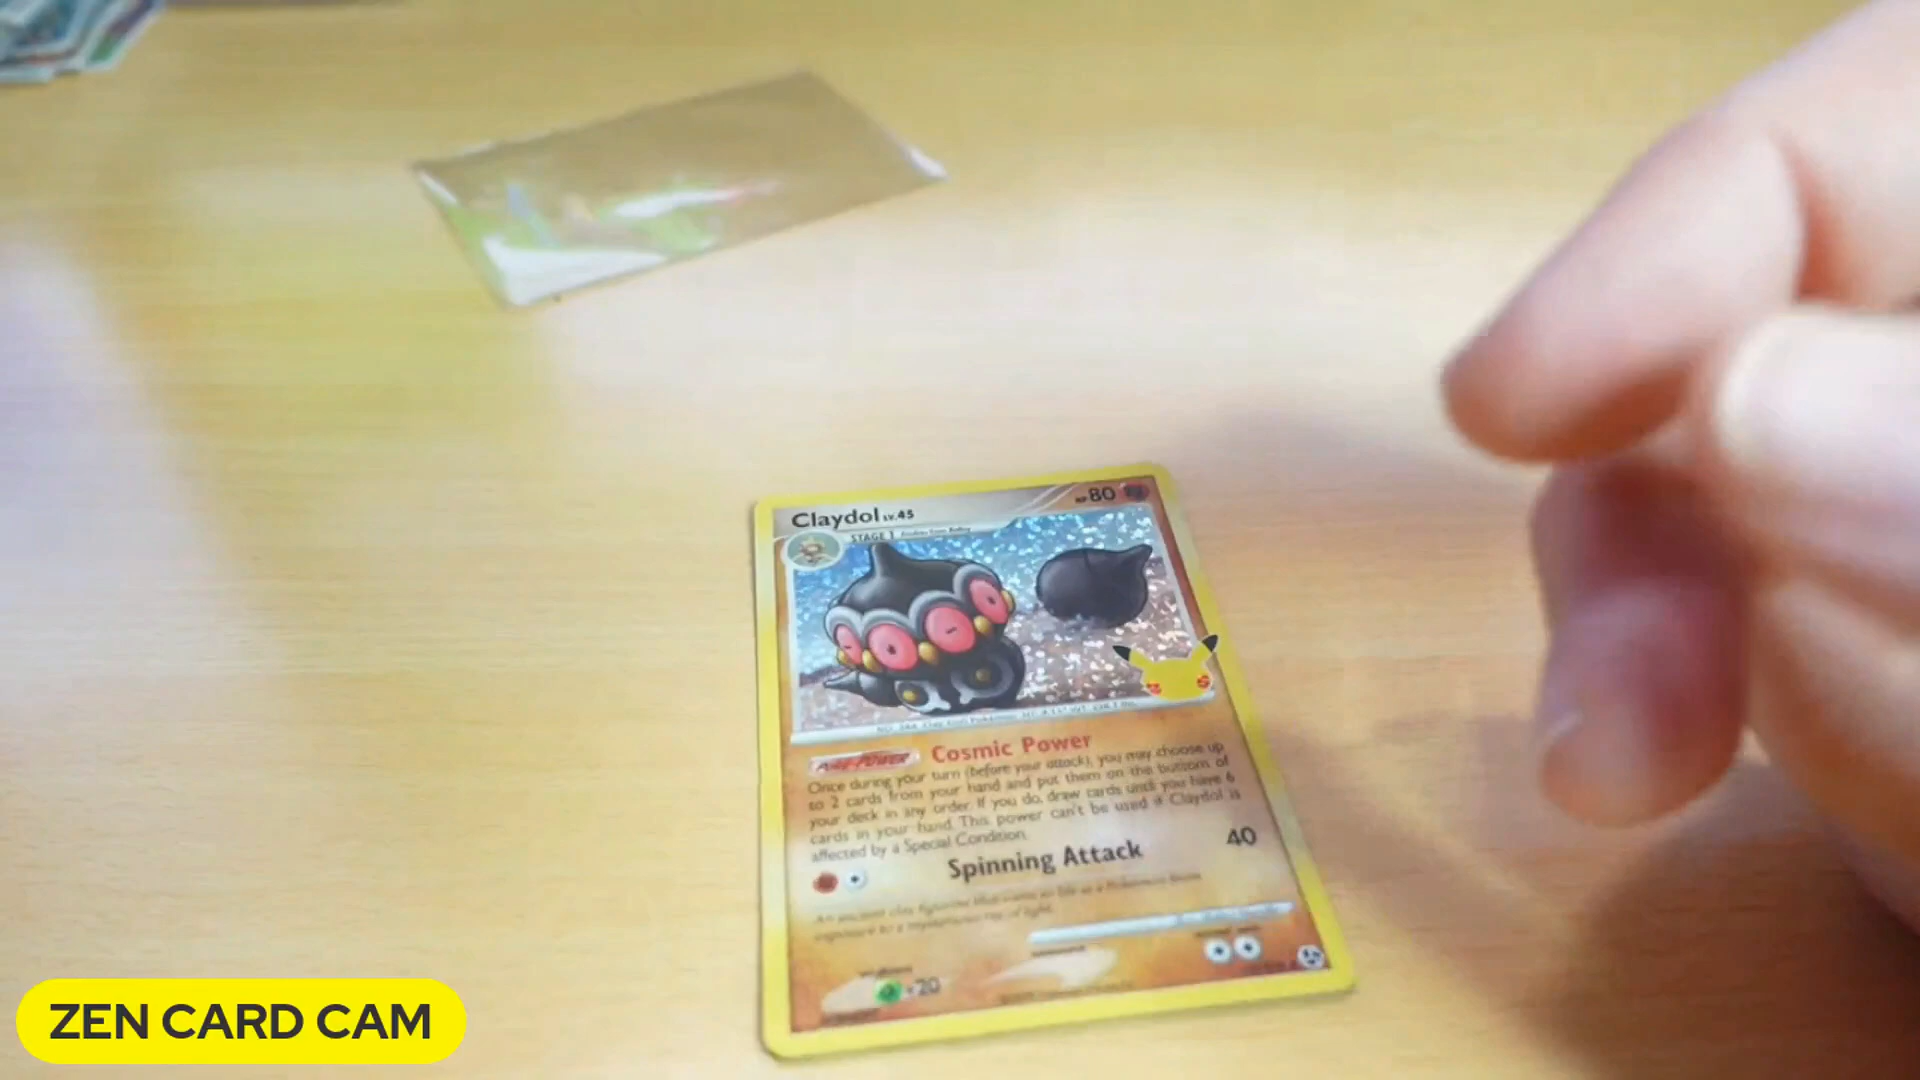 Claydol LV.45
HP80
STAGE 1
POKé-POWER Cosmic Power
Once during your turn (before your attack), you may choose up
to 2 cards from your hand and put them on the bottom of
your deck in any order. If you do, draw cards until you have 6
cards in your hand. This power can't be used if Claydol is
affected by a Special Condition.
Spinning Attack 40
+20
ZEN CARD CAM